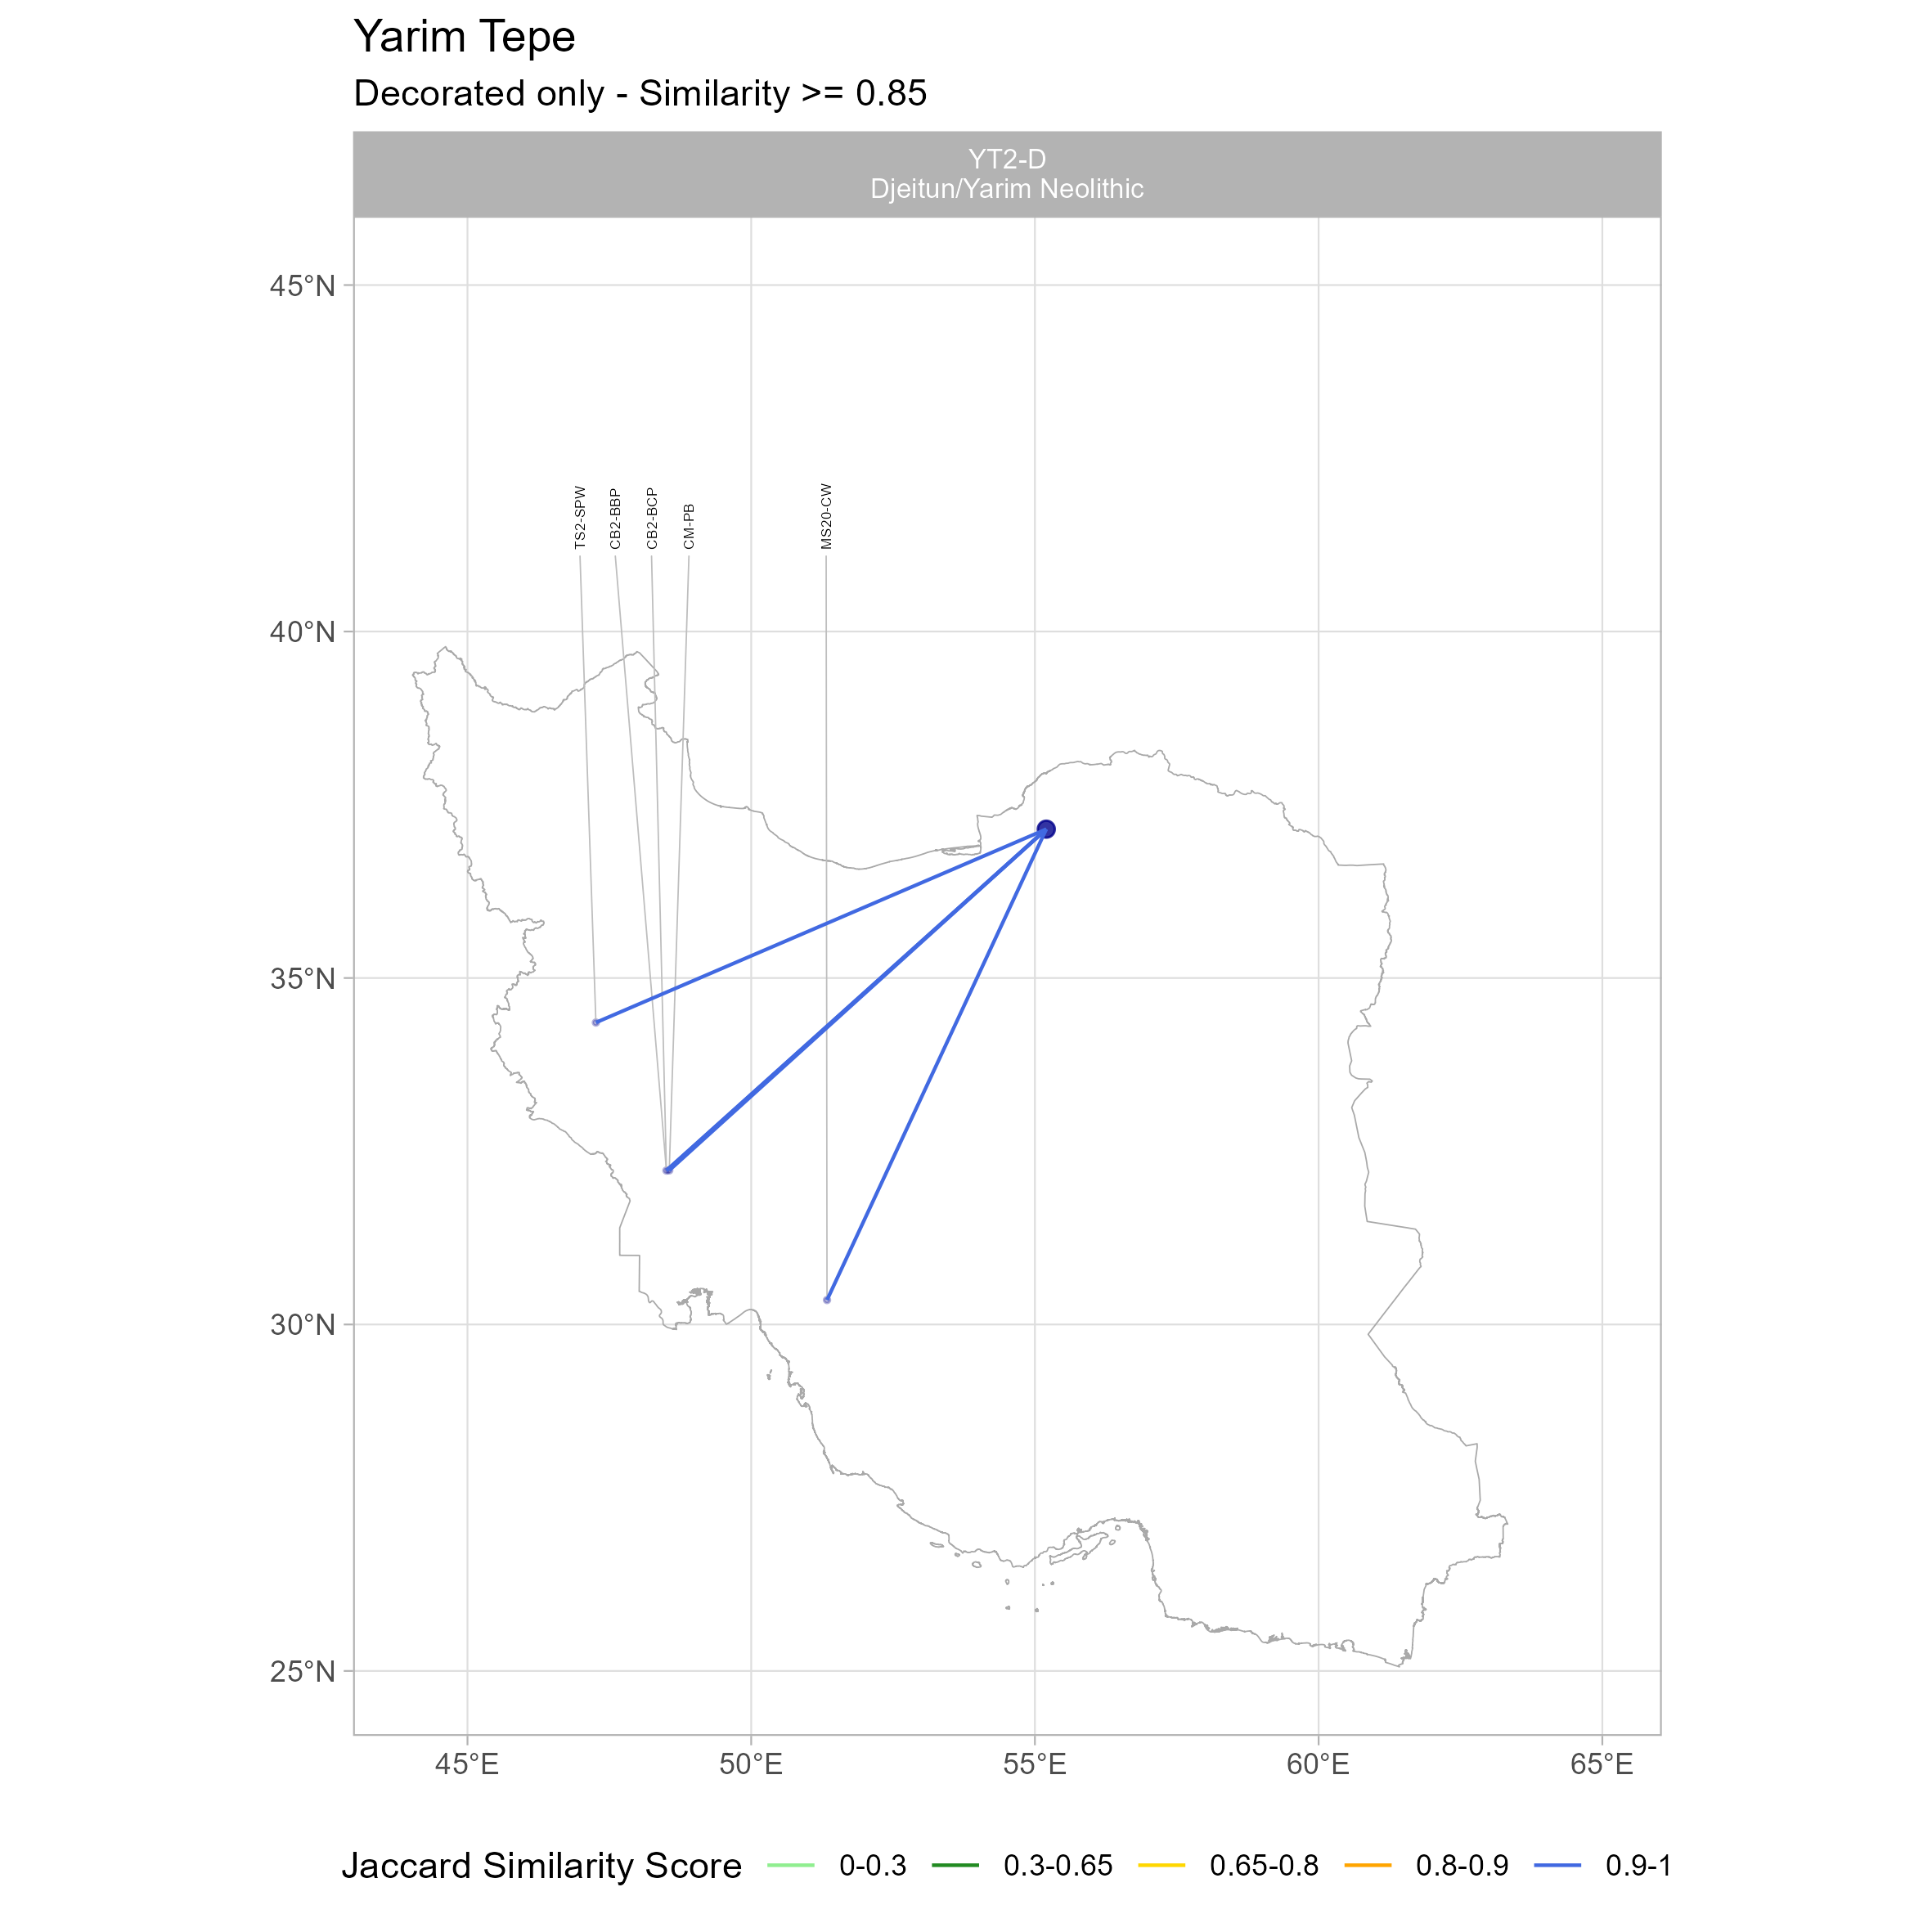 Yarim Tepe
Decorated only - Similarity >= 0.85
YT2-D
Djeitun/Yarim Neolithic
45°N
40°N
35°N
30°N
25°N
TS2-SPW
CB2-BBP
CB2-BCP
CM-PB
MS20-CW
45°E
50°E
55°E
60°E
65°E
Jaccard Similarity Score
0-0.3
0.3-0.65
0.65-0.8
0.8-0.9
0.9-1